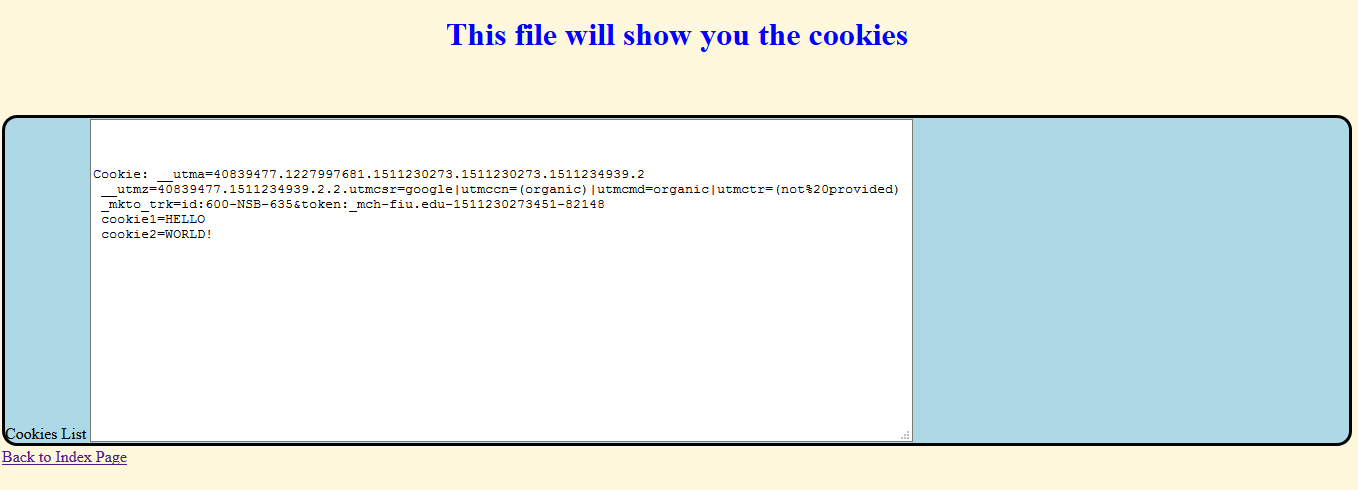 This file will show you the cookies
Cookie: __utma=40839477.1227997681.1511230273.1511230273.1511234939.2
__utmz=40839477.1511234939.2.2.utmcsr=google|utmccn=(organic)|utmcmd=organic|utmctr=(not%20provided)
_mkto_trk=id:600-NSB-635&token:_mch-fiu.edu-1511230273451-82148
cookie1=HELLO
cookie2=WORLD!
Cookies List
Back to Index Page